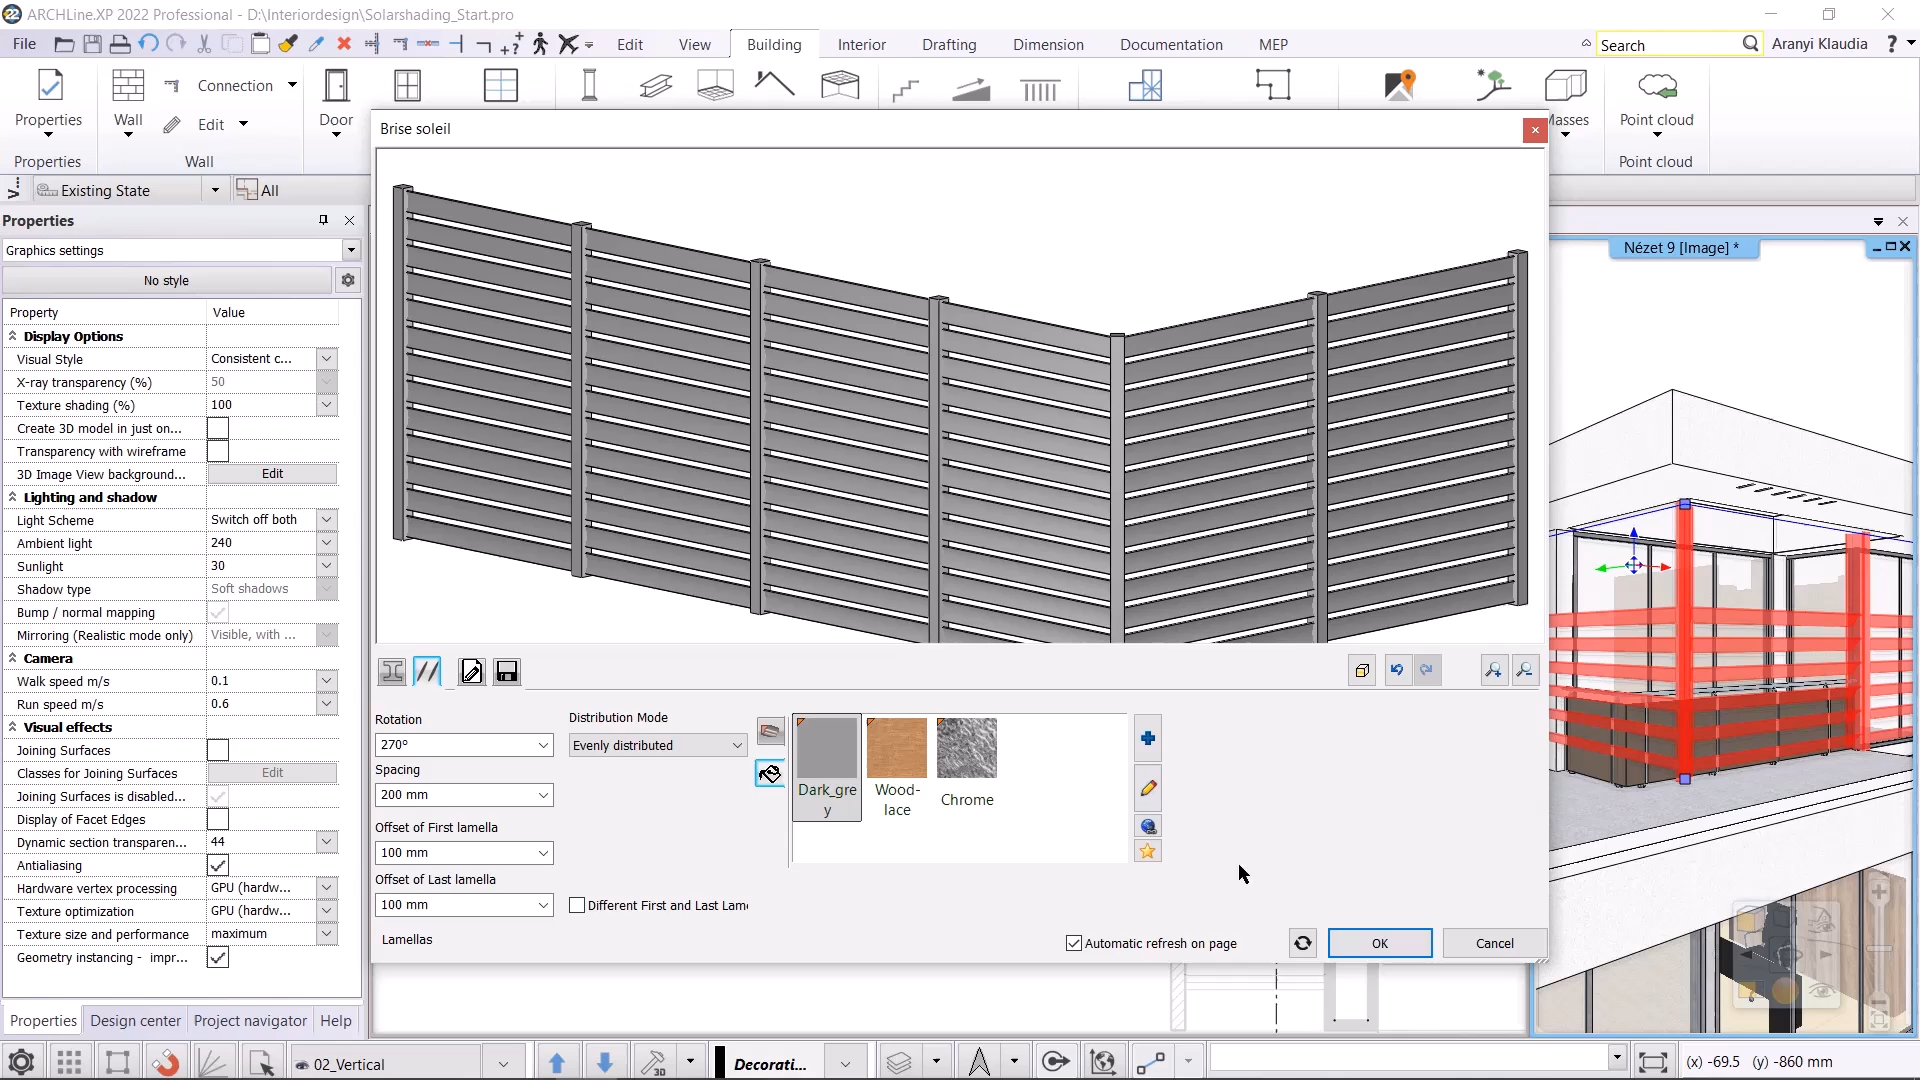 22 ARCHLine.XP 2022 Professional - D:\Interiordesign\Solarshading_Start.pro
File Edit View Building Interior Drafting Dimension Documentation MEP Search Aranyi Klaudia ?
Properties Wall Connection Edit Door Masses Point cloud
Properties Wall Point cloud
Existing State All
Brise soleil
Properties
Graphics settings
No style
Property Value
Display Options
Visual Style Consistent c...
X-ray transparency (%) 50
Texture shading (%) 100
Create 3D model in just on...
Transparency with wireframe
3D Image View background... Edit
Lighting and shadow
Light Scheme Switch off both
Ambient light 240
Sunlight 30
Shadow type Soft shadows
Bump / normal mapping
Mirroring (Realistic mode only) Visible, with ...
Camera
Walk speed m/s 0.1
Run speed m/s 0.6
Visual effects
Joining Surfaces
Classes for Joining Surfaces Edit
Joining Surfaces is disabled...
Display of Facet Edges
Dynamic section transparen... 44
Antialiasing
Hardware vertex processing GPU (hardw...
Texture optimization GPU (hardw...
Texture size and performance maximum
Geometry instancing - impr...
Properties Design center Project navigator Help
Nézet 9 [Image] *
Rotation
270°
Spacing
200 mm
Offset of First lamella
100 mm
Offset of Last lamella
100 mm
Lamellas
Distribution Mode
Evenly distributed
Different First and Last Lame
Dark_gre
y
Wood-
lace
Chrome
Automatic refresh on page OK Cancel
02_Vertical 3D Decorati... (x) -69.5 (y) -860 mm